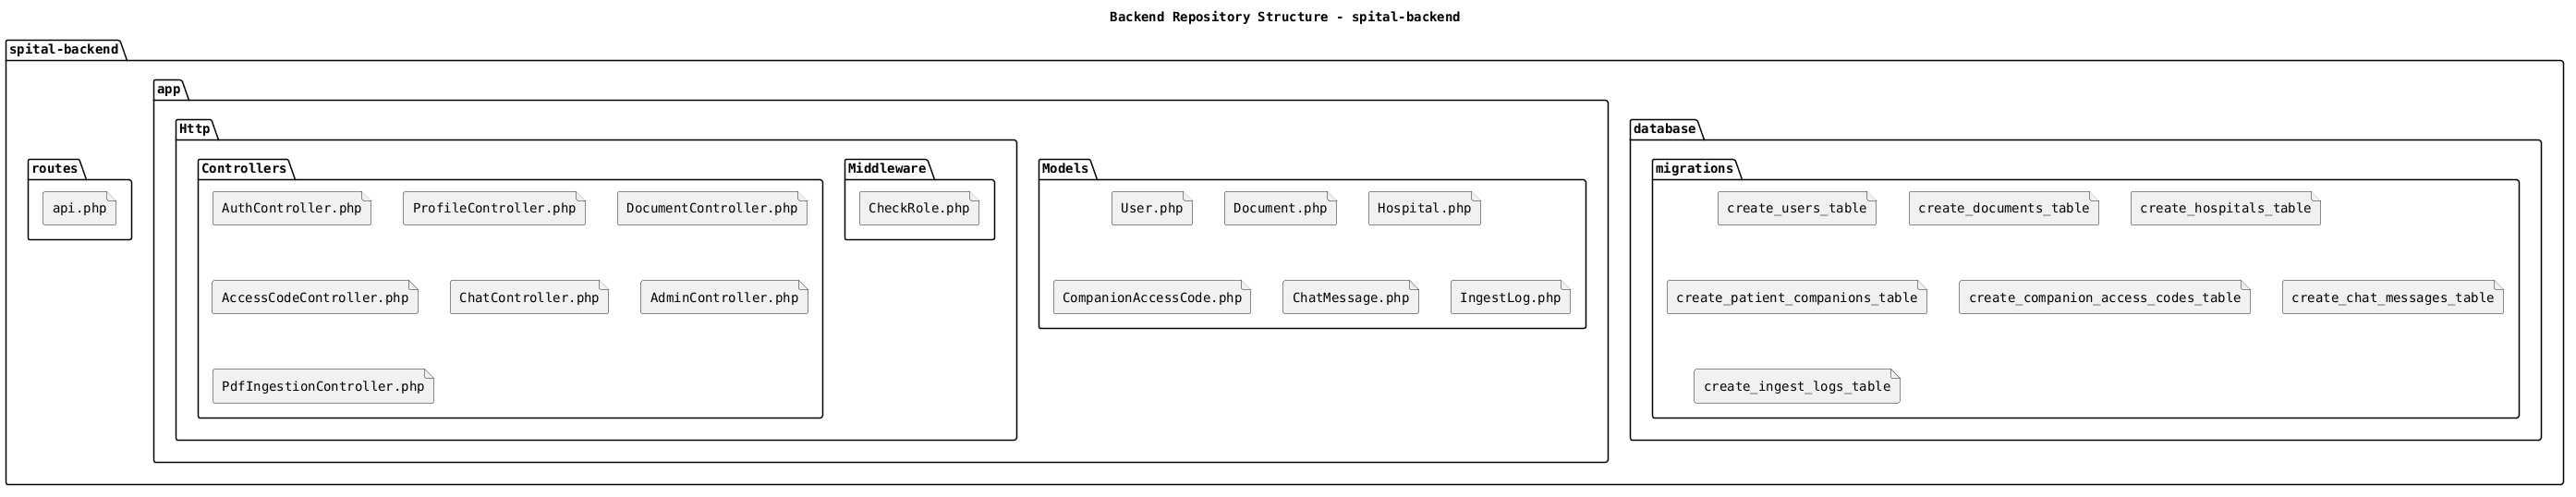 Backend Repository Structure - spital-backend
spital-backend
routes
api.php
app
Http
Controllers
AuthController.php
ProfileController.php
DocumentController.php
AccessCodeController.php
ChatController.php
AdminController.php
PdfIngestionController.php
Middleware
CheckRole.php
Models
User.php
Document.php
Hospital.php
CompanionAccessCode.php
ChatMessage.php
IngestLog.php
database
migrations
create_users_table
create_documents_table
create_hospitals_table
create_patient_companions_table
create_companion_access_codes_table
create_chat_messages_table
create_ingest_logs_table